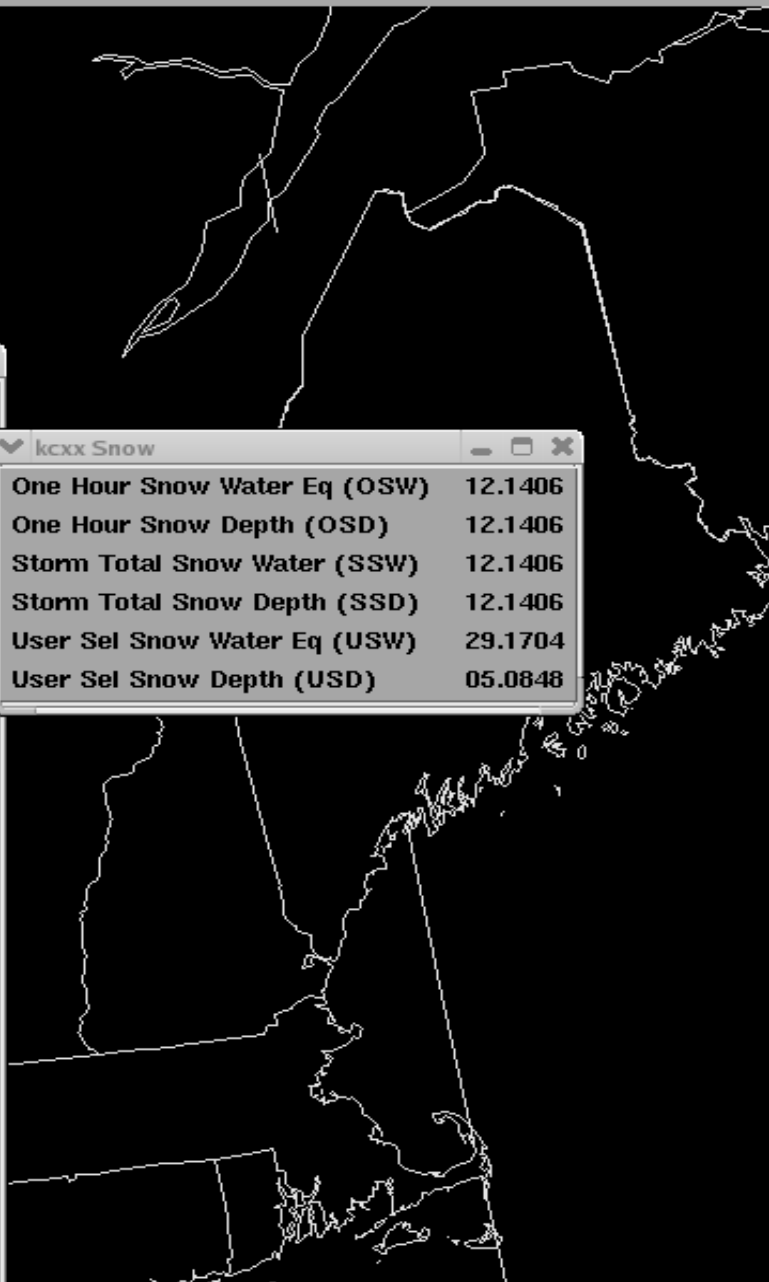 kcxx Snow
One Hour Snow Water Eq (OSW) 12.1406
One Hour Snow Depth (OSD) 12.1406
Storm Total Snow Water (SSW) 12.1406
Storm Total Snow Depth (SSD) 12.1406
User Sel Snow Water Eq (USW) 29.1704
User Sel Snow Depth (USD) 05.0848